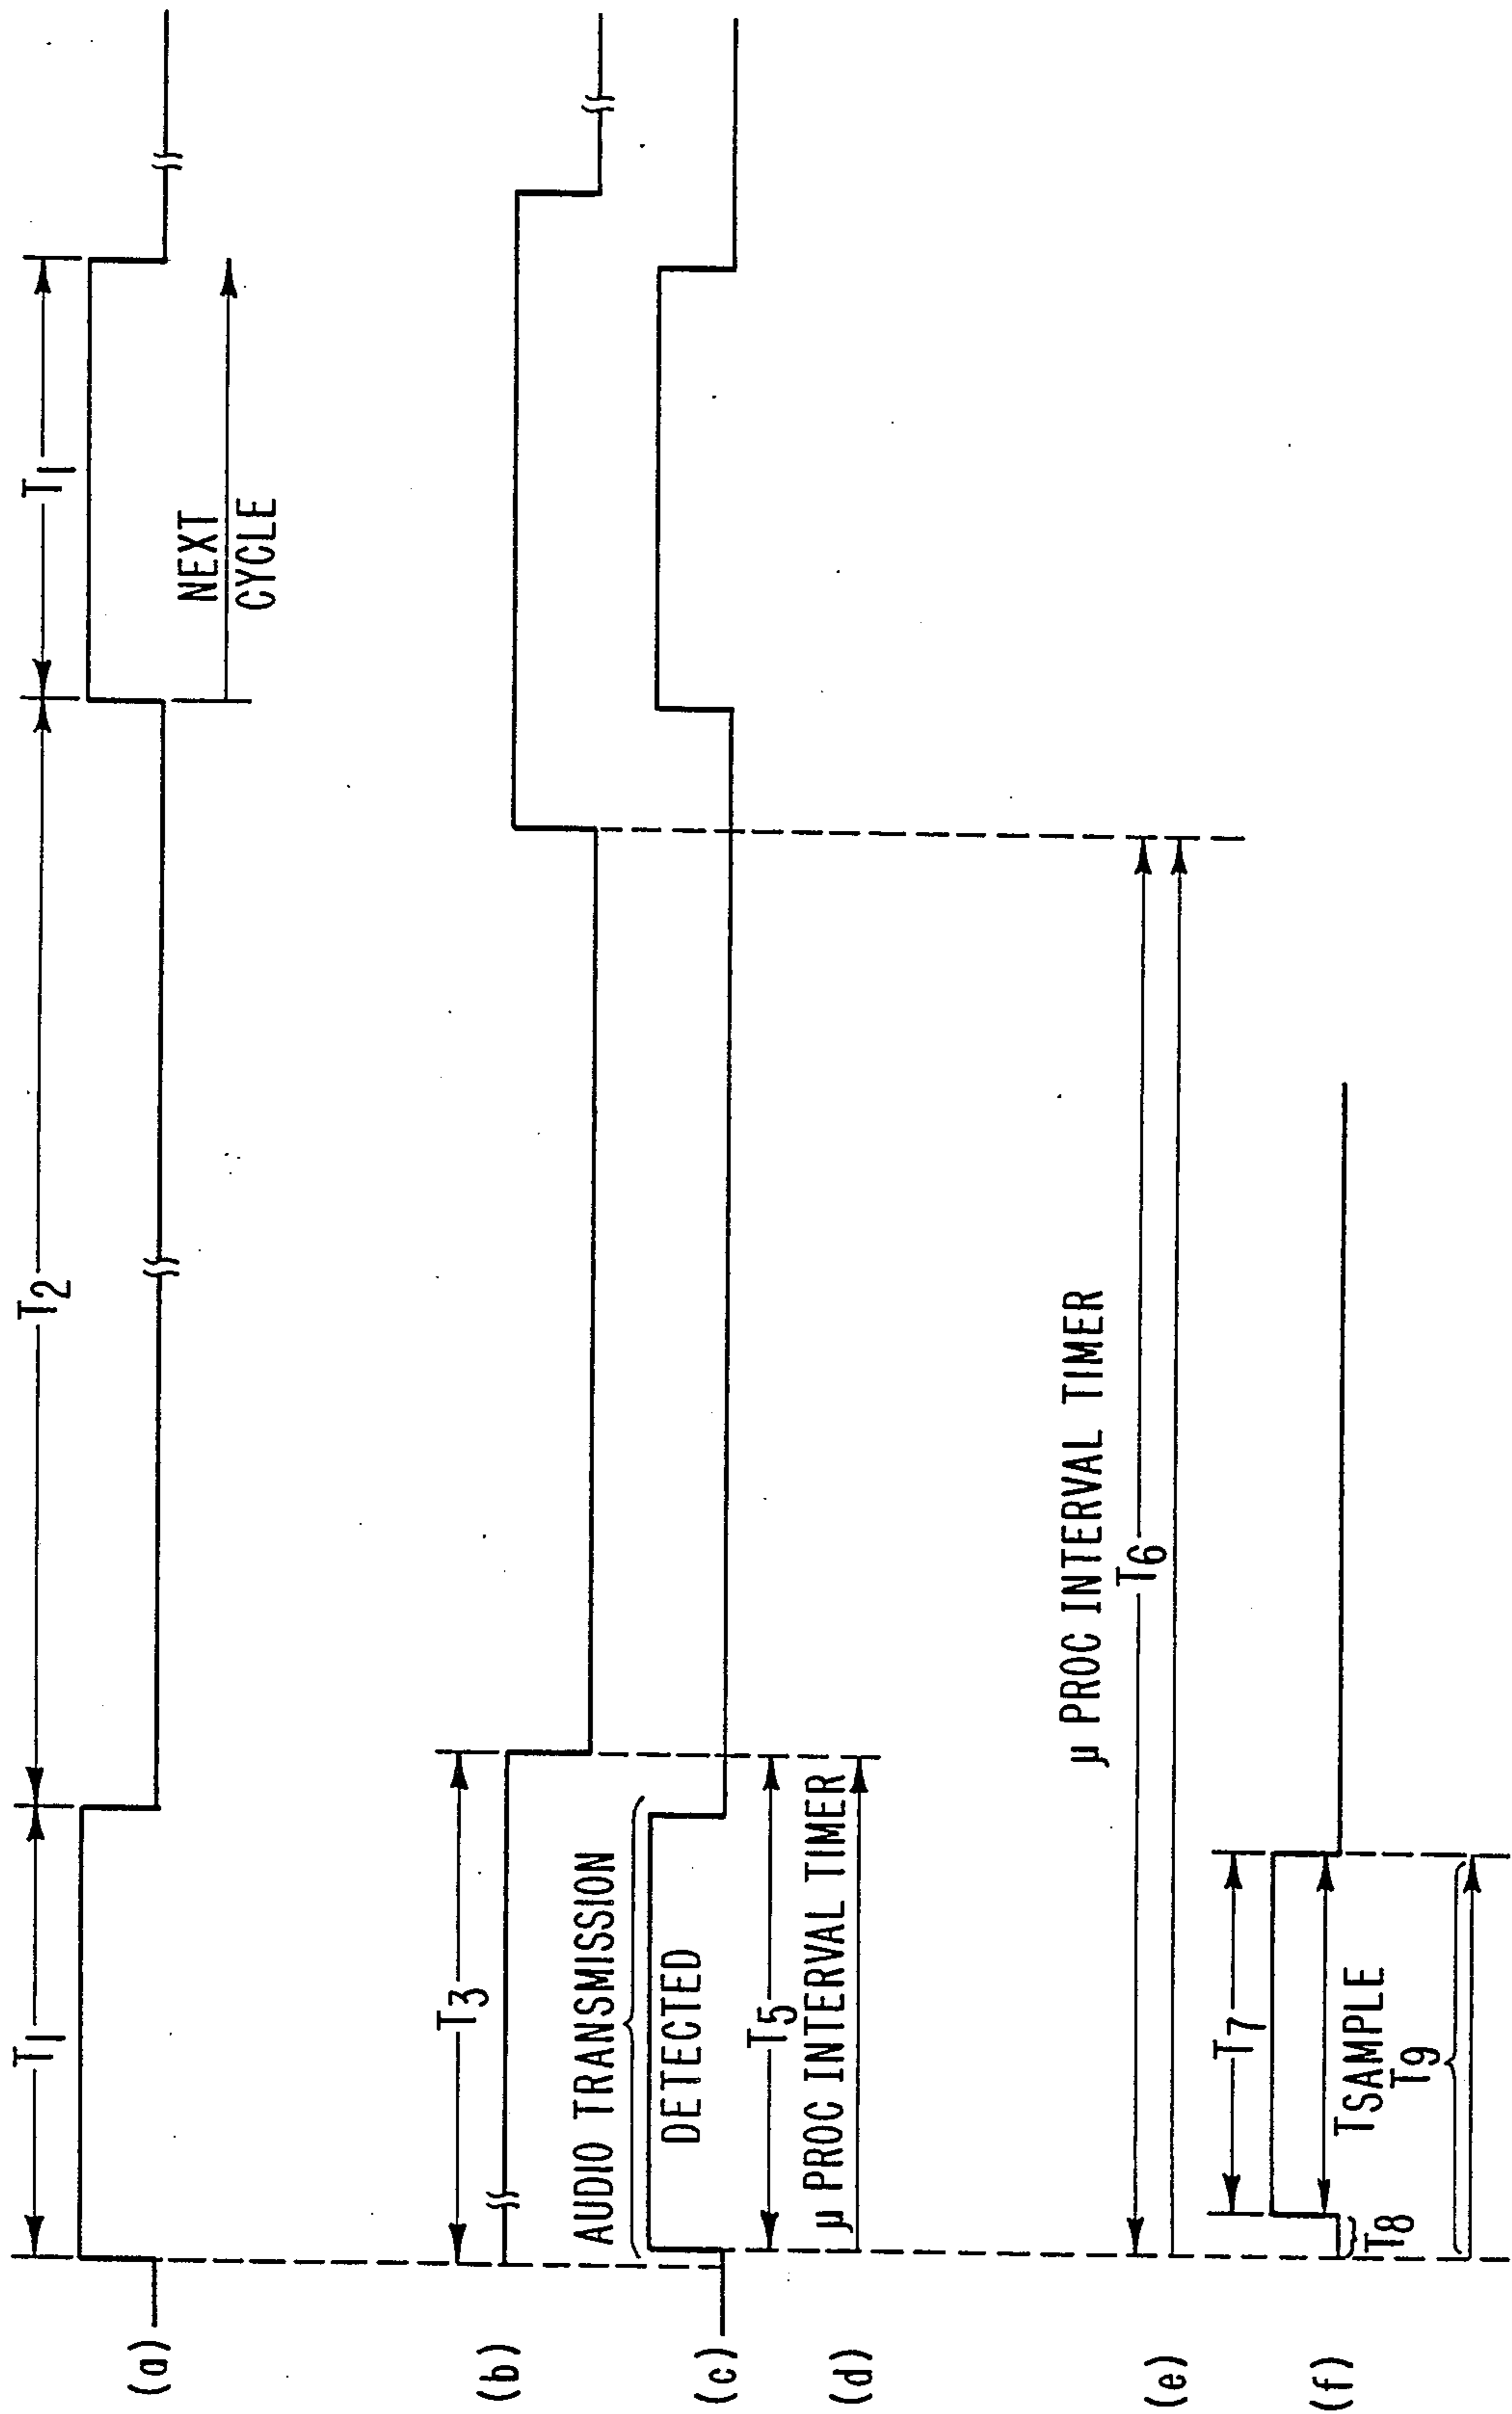 (a)
T1
T2
T1
NEXT
CYCLE
(b)
T3
AUDIO TRANSMISSION
(c)
DETECTED
T5
(d)
μ PROC INTERVAL TIMER
μ PROC INTERVAL TIMER
(e)
T6
(f)
T7
T8
TSAMPLE
T9